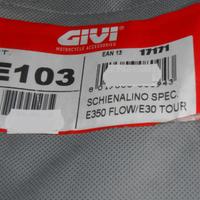 GIVI
MOTORCYCLE ACCESSORIES
T.
EAN 13
17171
E103
SCHIENALINO SPEC.
E350 FLOW/E30 TOUR